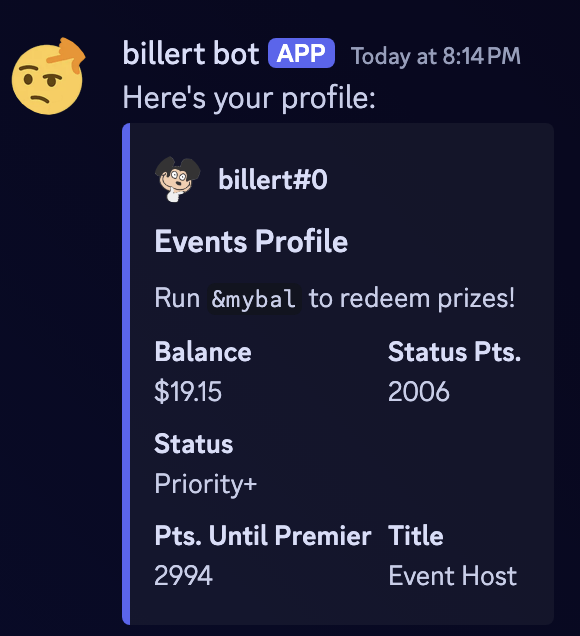 billert bot APP Today at 8:14 PM
Here's your profile:
billert#0
Events Profile
Run &mybal to redeem prizes!
Balance Status Pts.
$19.15 2006
Status
Priority+
Pts. Until Premier Title
2994 Event Host